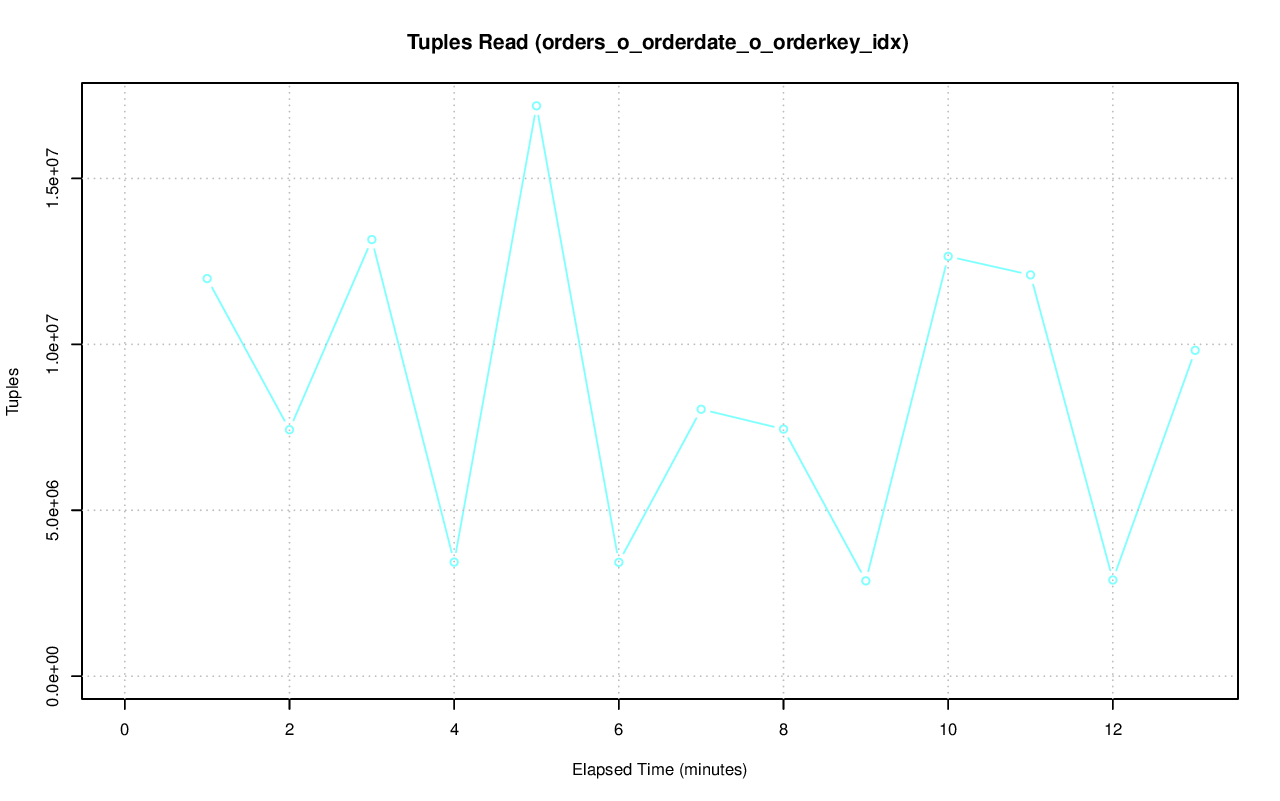 Tuples Read (orders_o_orderdate_o_orderkey_idx)
Tuples
1.5e+07
1.0e+07
5.0e+06
0.0e+00
0 2 4 6 8 10 12
Elapsed Time (minutes)